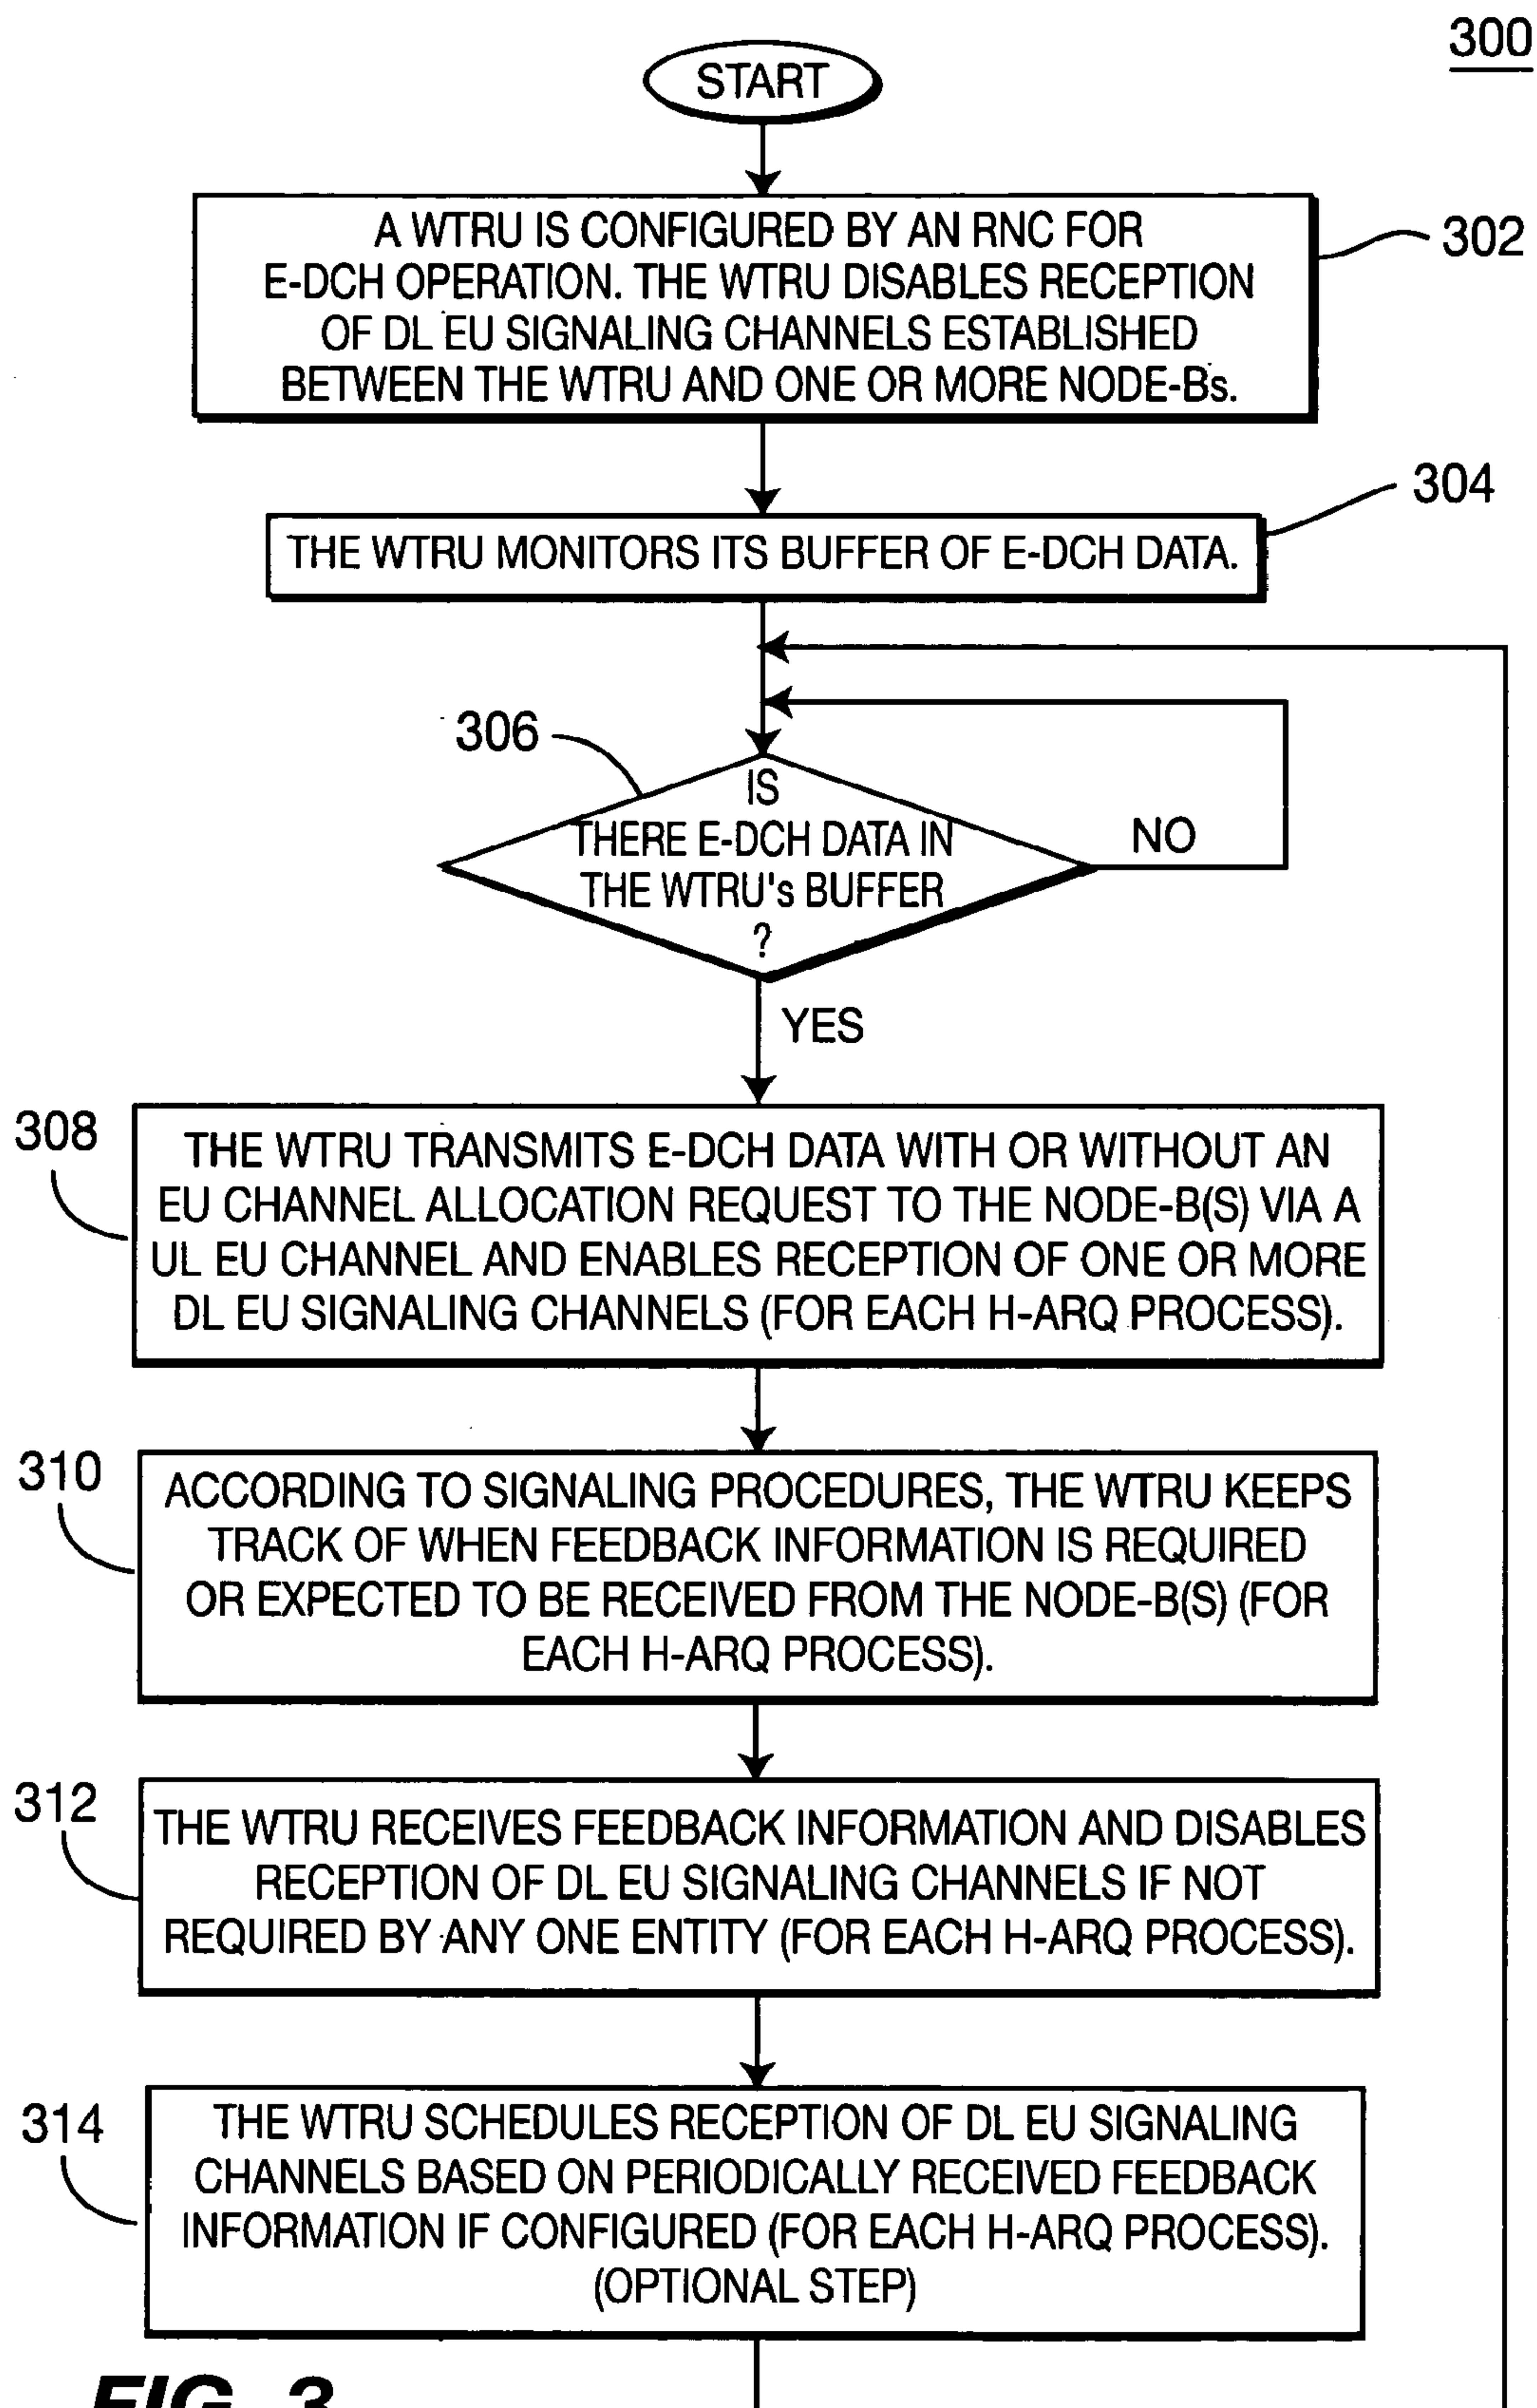 300
START
A WTRU IS CONFIGURED BY AN RNC FOR
E-DCH OPERATION. THE WTRU DISABLES RECEPTION
OF DL EU SIGNALING CHANNELS ESTABLISHED
BETWEEN THE WTRU AND ONE OR MORE NODE-Bs.
302
304
THE WTRU MONITORS ITS BUFFER OF E-DCH DATA.
306
IS
THERE E-DCH DATA IN
THE WTRU's BUFFER
?
NO
YES
308
THE WTRU TRANSMITS E-DCH DATA WITH OR WITHOUT AN
EU CHANNEL ALLOCATION REQUEST TO THE NODE-B(S) VIA A
UL EU CHANNEL AND ENABLES RECEPTION OF ONE OR MORE
DL EU SIGNALING CHANNELS (FOR EACH H-ARQ PROCESS).
310
ACCORDING TO SIGNALING PROCEDURES, THE WTRU KEEPS
TRACK OF WHEN FEEDBACK INFORMATION IS REQUIRED
OR EXPECTED TO BE RECEIVED FROM THE NODE-B(S) (FOR
EACH H-ARQ PROCESS).
312
THE WTRU RECEIVES FEEDBACK INFORMATION AND DISABLES
RECEPTION OF DL EU SIGNALING CHANNELS IF NOT
REQUIRED BY ANY ONE ENTITY (FOR EACH H-ARQ PROCESS).
314
THE WTRU SCHEDULES RECEPTION OF DL EU SIGNALING
CHANNELS BASED ON PERIODICALLY RECEIVED FEEDBACK
INFORMATION IF CONFIGURED (FOR EACH H-ARQ PROCESS).
(OPTIONAL STEP)
FIG. 3